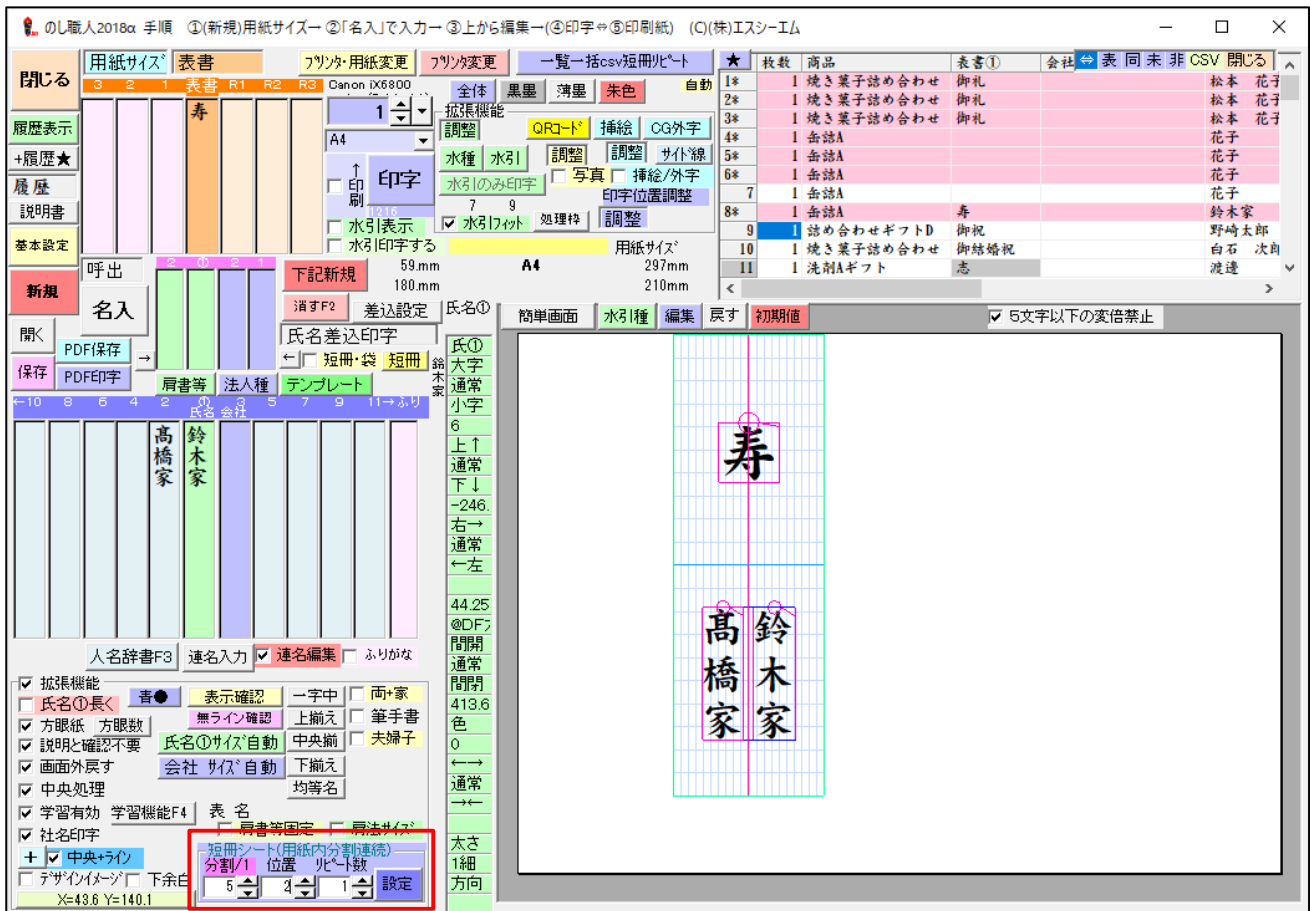 のし職人2018α 手順 ①(新規)用紙サイズ→ ②「名入」で入力→ ③上から編集→(④印字⇔⑤印刷紙) (C)(株)エスシーエム
閉じる
用紙サイズ 表書
プリンタ・用紙変更 プリンタ変更 一覧一括csv短冊リピート
3 2 1 表書 R1 R2 R3
寿
Canon iX6800
1
A4
↑印刷 印字
1216
水引表示
水引印字する
全体 黒墨 薄墨 朱色 自動
拡張機能
調整 QRコード 挿絵 CG外字
水種 水引 調整 調整 サイド線
水引のみ印字 写真 挿絵/外字
7 9 印字位置調整
水引フィット 処理枠 調整
用紙サイズ
59.mm A4 297mm
180.mm 210mm
★ 枚数 商品 表書① 会社 ⇔ 表 同 未 非 CSV 閉じる
1* 1 焼き菓子詰め合わせ 御礼 松本 花子
2* 1 焼き菓子詰め合わせ 御礼 松本 花子
3* 1 焼き菓子詰め合わせ 御礼 松本 花子
4* 1 缶詰A 花子
5* 1 缶詰A 花子
6* 1 缶詰A 花子
7 1 缶詰A 花子
8* 1 缶詰A 寿 鈴木家
9 1 詰め合わせギフトD 御祝 野崎太郎
10 1 焼き菓子詰め合わせ 御結婚祝 白石 次郎
11 1 洗剤Aギフト 志 渡邊
履歴表示
+履歴★
履歴
説明書
基本設定
新規
開く
保存
呼出
名入
PDF保存
PDF印字
→
2 ① 2 1
肩書等 法人種 テンプレート
下記新規
消すF2 差込設定
氏名差込印字
← 短冊・袋 短冊
氏名①
鈴木家
←10 8 6 4 2 ① 3 5 7 9 11→ふり
氏名 会社
髙橋家
鈴木家
人名辞書F3 連名入力 連名編集 ふりがな
氏①
大字
通常
小字
6
上↑
通常
下↓
-246.
右→
通常
←左
44.25
@DF
間開
通常
間閉
413.6
色
0
←→
通常
→←
太さ
1細
方向
簡単画面 水引種 編集 戻す 初期値 5文字以下の変倍禁止
寿
髙橋家
鈴木家
拡張機能
氏名①長く 青● 表示確認 一字中 両+家
方眼紙 方眼数 無ライン確認 上揃え 筆手書
説明と確認不要 氏名①サイズ自動 中央揃 夫婦子
画面外戻す 会社 サイズ自動 下揃え
中央処理 均等名
学習有効 学習機能F4 表 名
社名印字 肩書等固定 肩法サイズ
+ 中央+ライン
デザインイメージ 下余白
X=43.6 Y=140.1
短冊シート(用紙内分割連続)
分割/1 位置 リピート数
5 2 1 設定